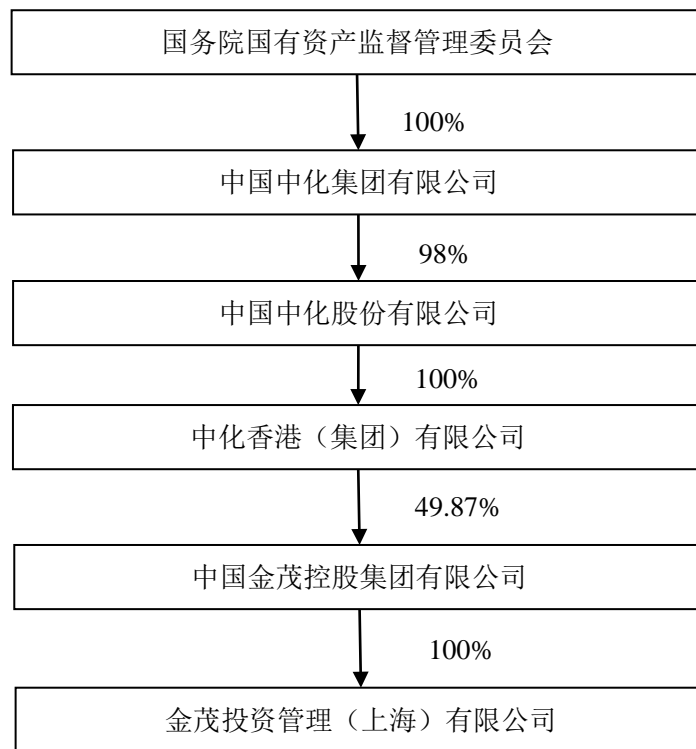 国务院国有资产监督管理委员会
100%
中国中化集团有限公司
98%
中国中化股份有限公司
100%
中化香港（集团）有限公司
49.87%
中国金茂控股集团有限公司
100%
金茂投资管理（上海）有限公司